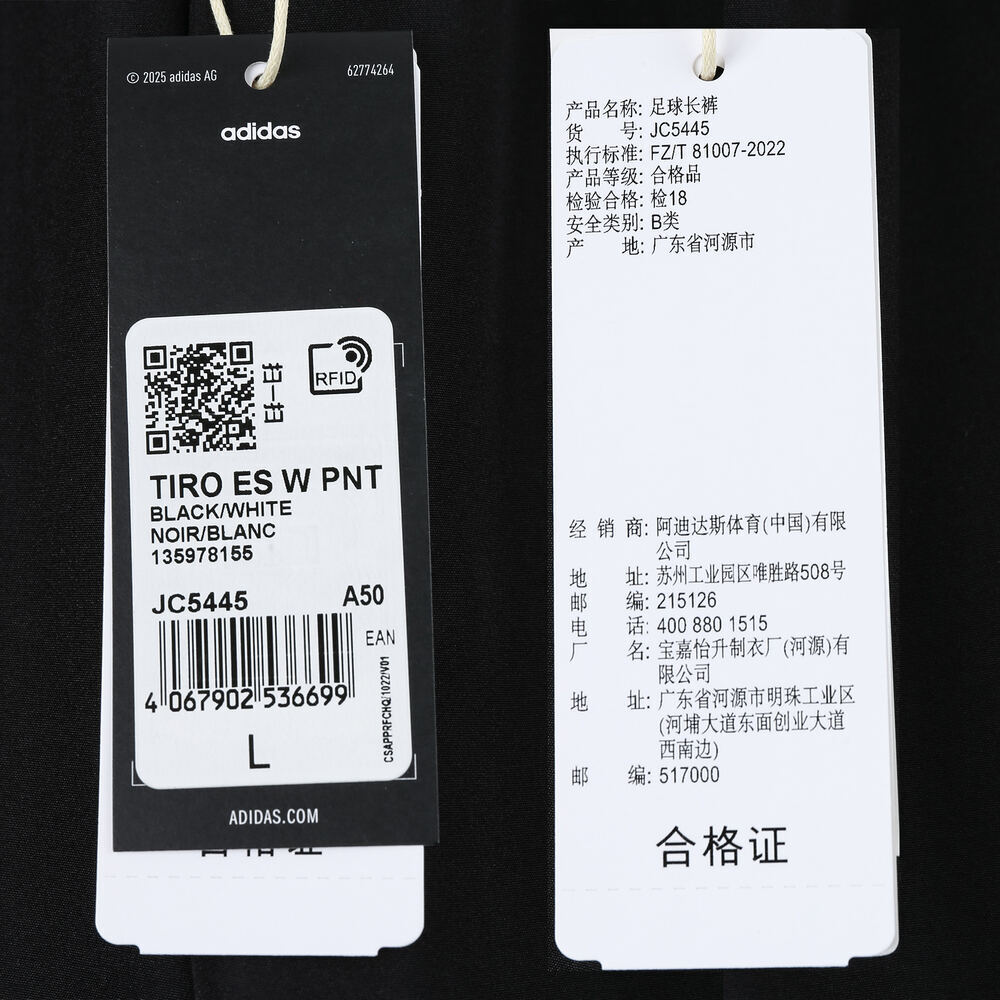 © 2025 adidas AG
62774264
adidas
扫一扫
RFID
TIRO ES W PNT
BLACK/WHITE
NOIR/BLANC
135978155
JC5445
A50
EAN
4 067902 536699
CSAPPRFCHQ/1022/V01
L
ADIDAS.COM
产品名称: 足球长裤
货 号: JC5445
执行标准: FZ/T 81007-2022
产品等级: 合格品
检验合格: 检18
安全类别: B类
产 地: 广东省河源市
经 销 商: 阿迪达斯体育(中国)有限
公司
地 址: 苏州工业园区唯胜路508号
邮 编: 215126
电 话: 400 880 1515
厂 名: 宝嘉怡升制衣厂(河源)有
限公司
地 址: 广东省河源市明珠工业区
(河埔大道东面创业大道
西南边)
邮 编: 517000
合格证